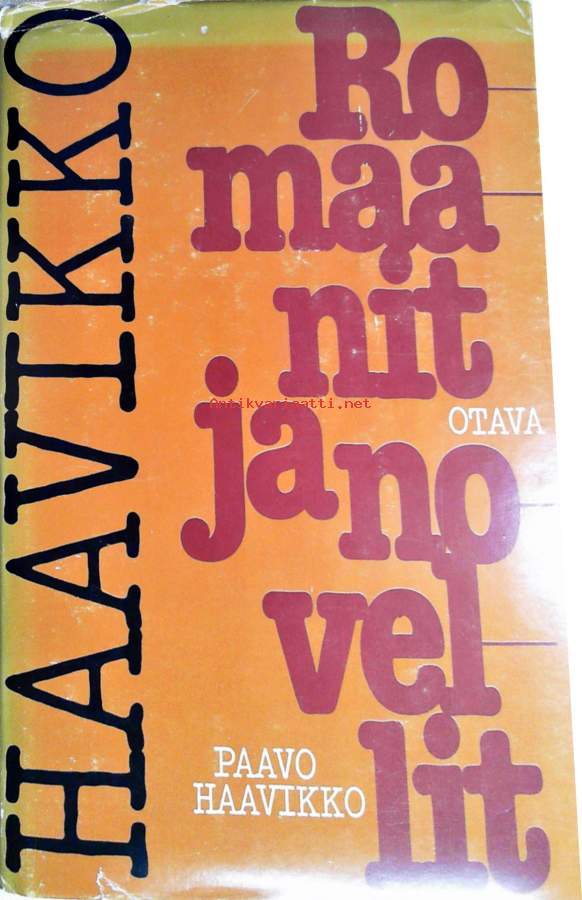 HAAVIKKO
Ro-
maa-
nit
ja no-
vel-
lit
OTAVA
PAAVO
HAAVIKKO
Antikvariaatti.net